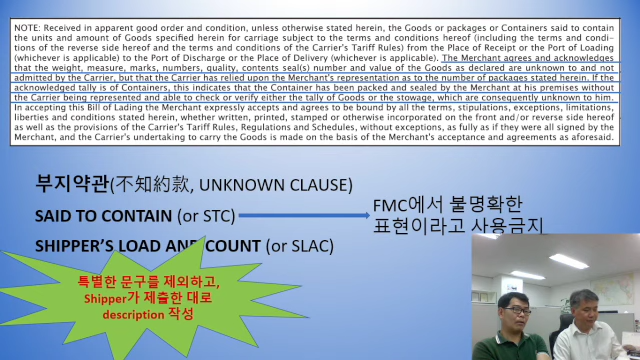 NOTE: Received in apparent good order and condition, unless otherwise stated herein, the Goods or packages or Containers said to contain
the units and amount of Goods specified herein for carriage subject to the terms and conditions hereof (including the terms and condi-
tions of the reverse side hereof and the terms and conditions of the Carrier's Tariff Rules) from the Place of Receipt or the Port of Loading
(whichever is applicable) to the Port of Discharge or the Place of Delivery (whichever is applicable). The Merchant agrees and acknowledges
that the weight, measure, marks, numbers, quality, contents seal(s) number and value of the Goods as declared are unknown to and not
admitted by the Carrier, but that the Carrier has relied upon the Merchant's representation as to the number of packages stated herein. If the
acknowledged tally is of Containers, this indicates that the Container has been packed and sealed by the Merchant at his premises without
the Carrier being represented and able to check or verify either the tally of Goods or the stowage, which are consequently unknown to him.
In accepting this Bill of Lading the Merchant expressly accepts and agrees to be bound by all the terms, stipulations, exceptions, limitations,
liberties and conditions stated herein, whether written, printed, stamped or otherwise incorporated on the front and/or reverse side hereof
as well as the provisions of the Carrier's Tariff Rules, Regulations and Schedules, without exceptions, as fully as if they were all signed by the
Merchant, and the Carrier's undertaking to carry the Goods is made on the basis of the Merchant's acceptance and agreements as aforesaid.
부지약관(不知約款, UNKNOWN CLAUSE)
SAID TO CONTAIN (or STC)
FMC에서 불명확한
표현이라고 사용금지
SHIPPER'S LOAD AND COUNT (or SLAC)
특별한 문구를 제외하고,
Shipper가 제출한 대로
description 작성